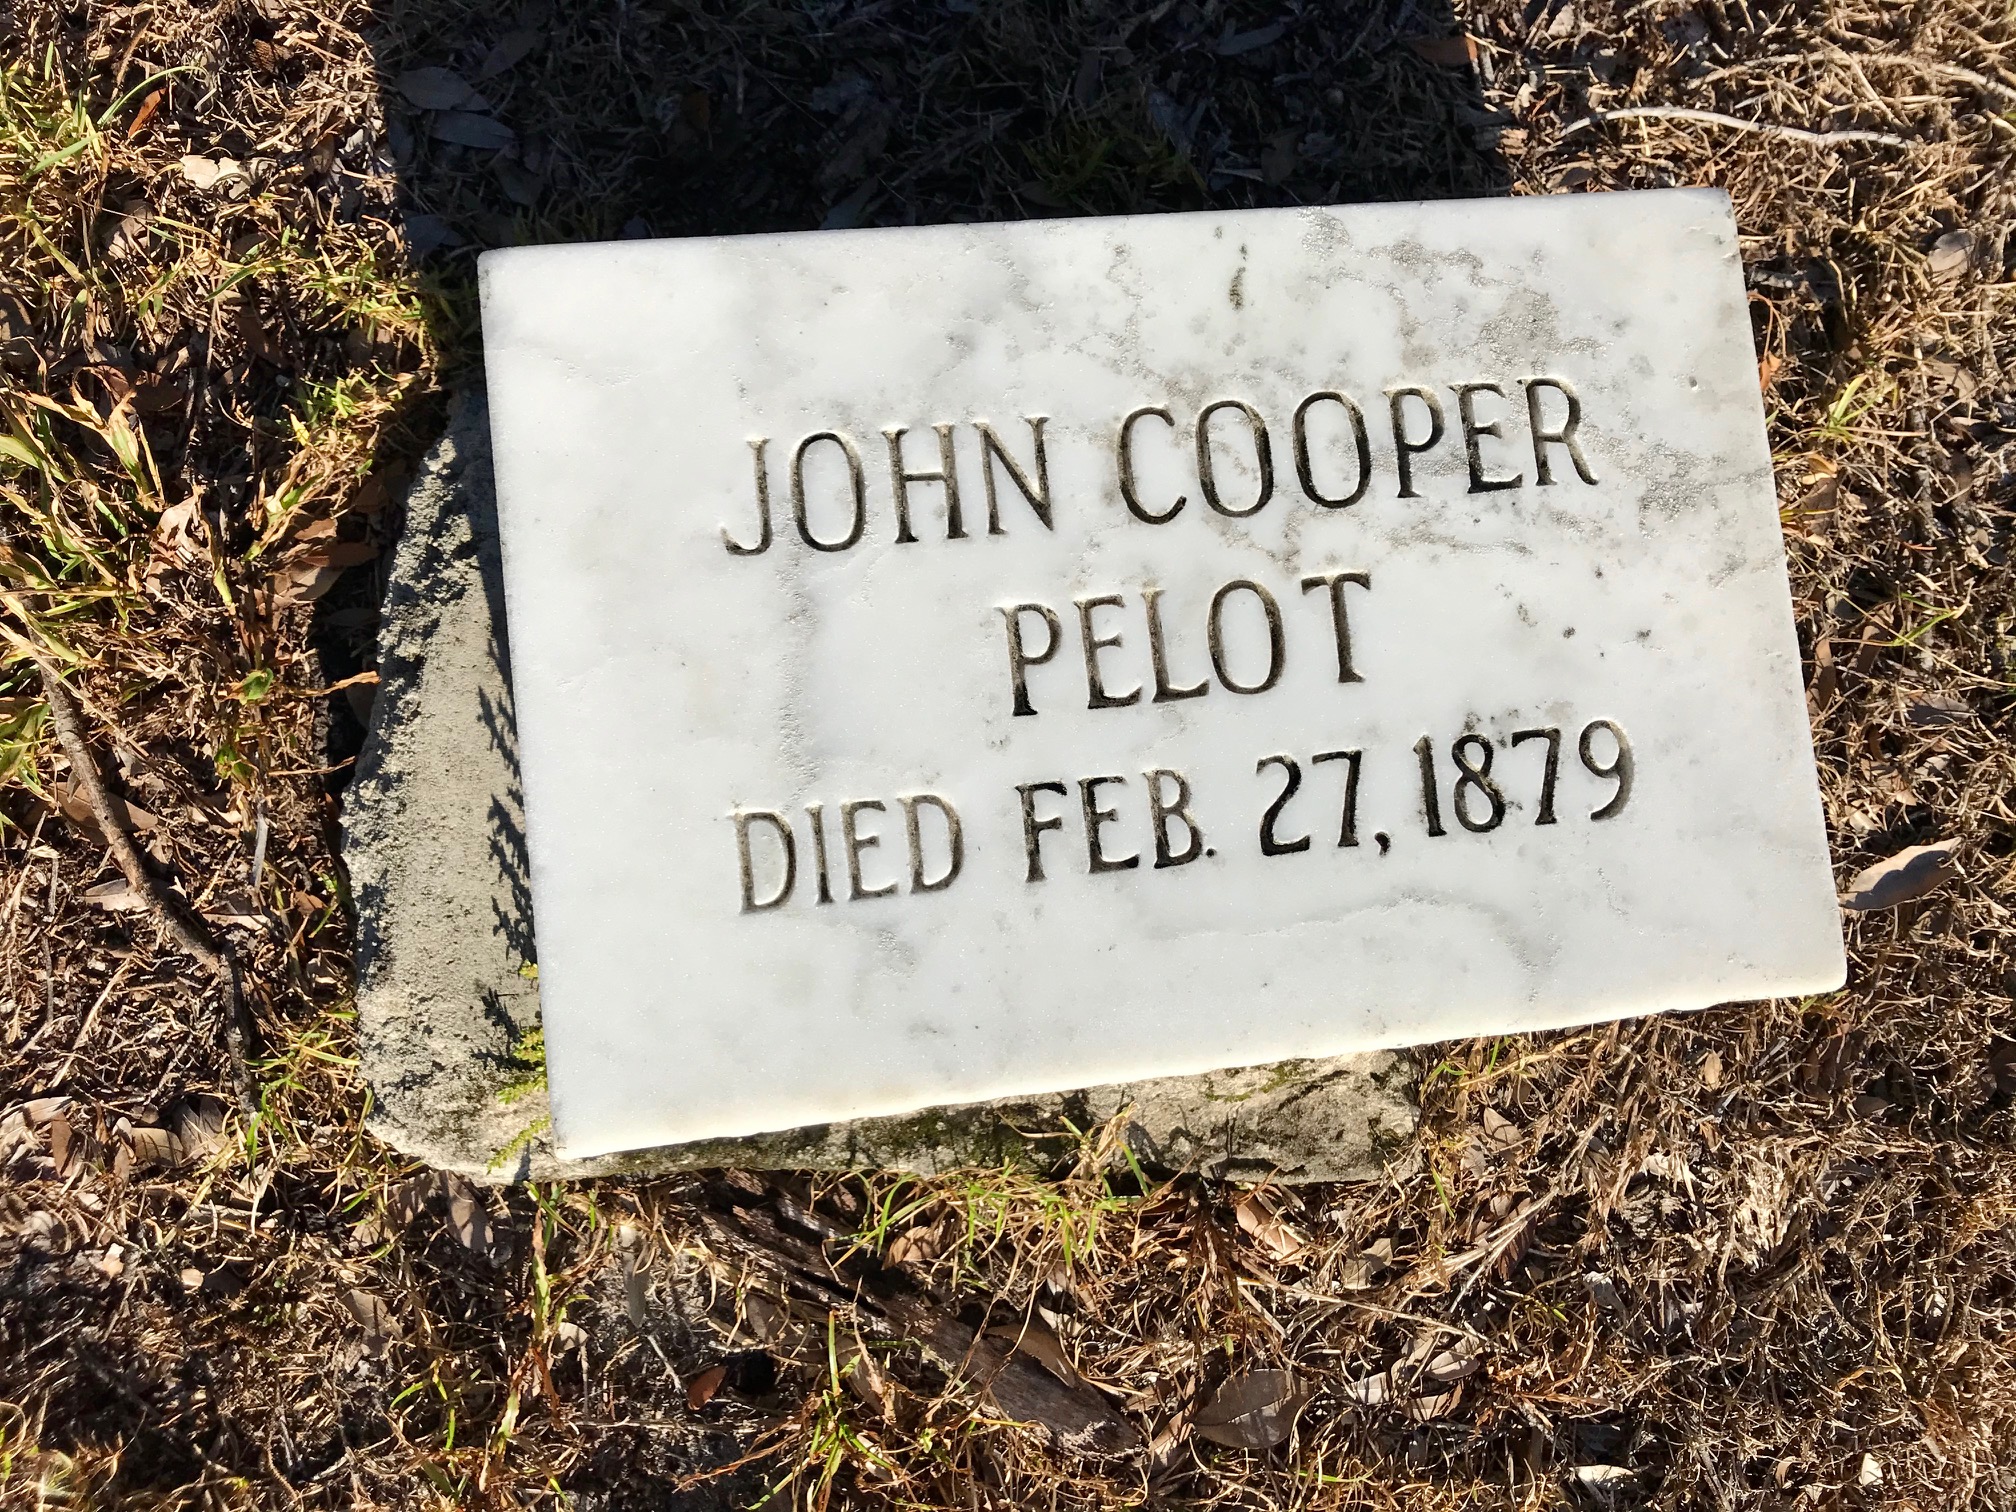 JOHN COOPER
PELOT
DIED FEB. 27, 1879